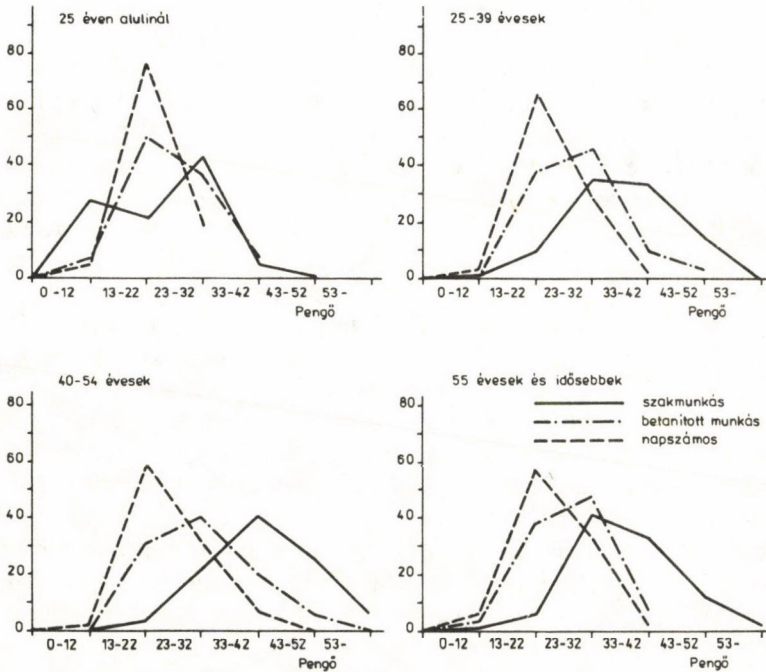 25 éven alulinál
80
60
40
20
0
0-12 13-22 23-32 33-42 43-52 53-
Pengő
25-39 évesek
80
60
40
20
0
0-12 13-22 23-32 33-42 43-52 53-
Pengő
40-54 évesek
80
60
40
20
0
0-12 13-22 23-32 33-42 43-52 53-
Pengő
55 évesek és idősebbek
szakmunkás
betanított munkás
napszámos
80
60
40
20
0
0-12 13-22 23-32 33-42 43-52 53-
Pengő